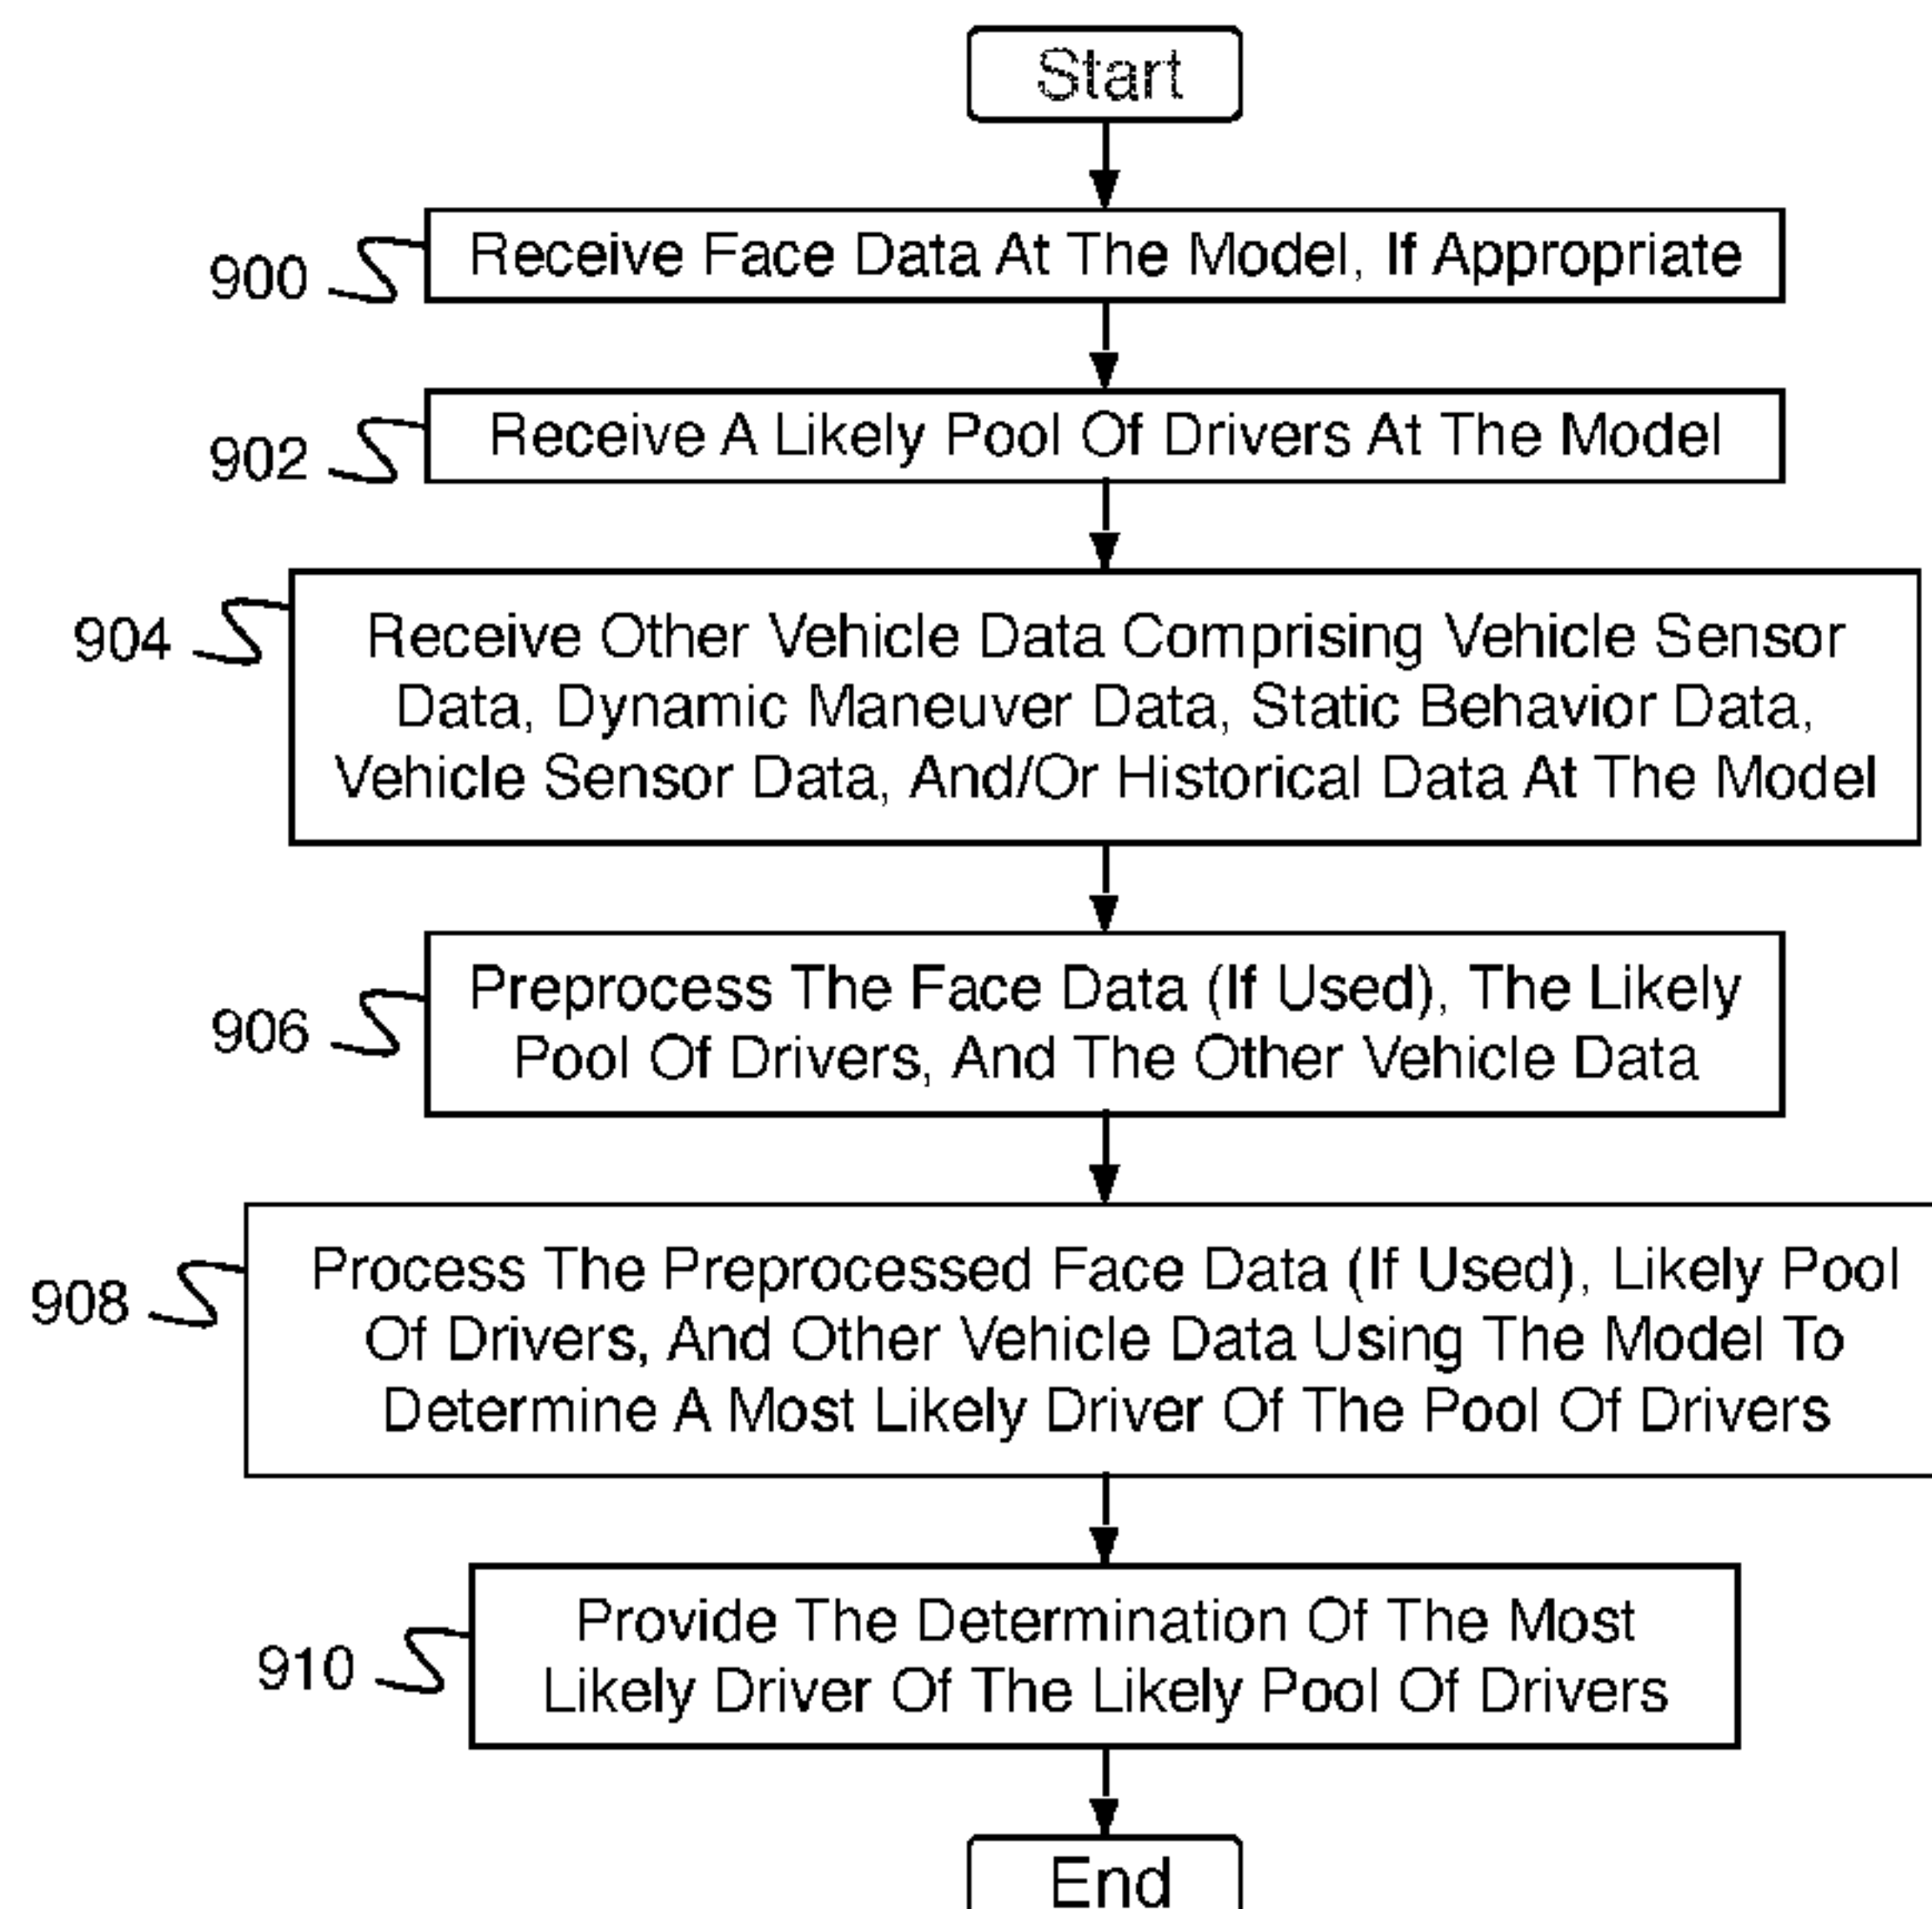 Start
900
Receive Face Data At The Model, If Appropriate
902
Receive A Likely Pool Of Drivers At The Model
904
Receive Other Vehicle Data Comprising Vehicle Sensor
Data, Dynamic Maneuver Data, Static Behavior Data,
Vehicle Sensor Data, And/Or Historical Data At The Model
906
Preprocess The Face Data (If Used), The Likely
Pool Of Drivers, And The Other Vehicle Data
908
Process The Preprocessed Face Data (If Used), Likely Pool
Of Drivers, And Other Vehicle Data Using The Model To
Determine A Most Likely Driver Of The Pool Of Drivers
910
Provide The Determination Of The Most
Likely Driver Of The Likely Pool Of Drivers
End